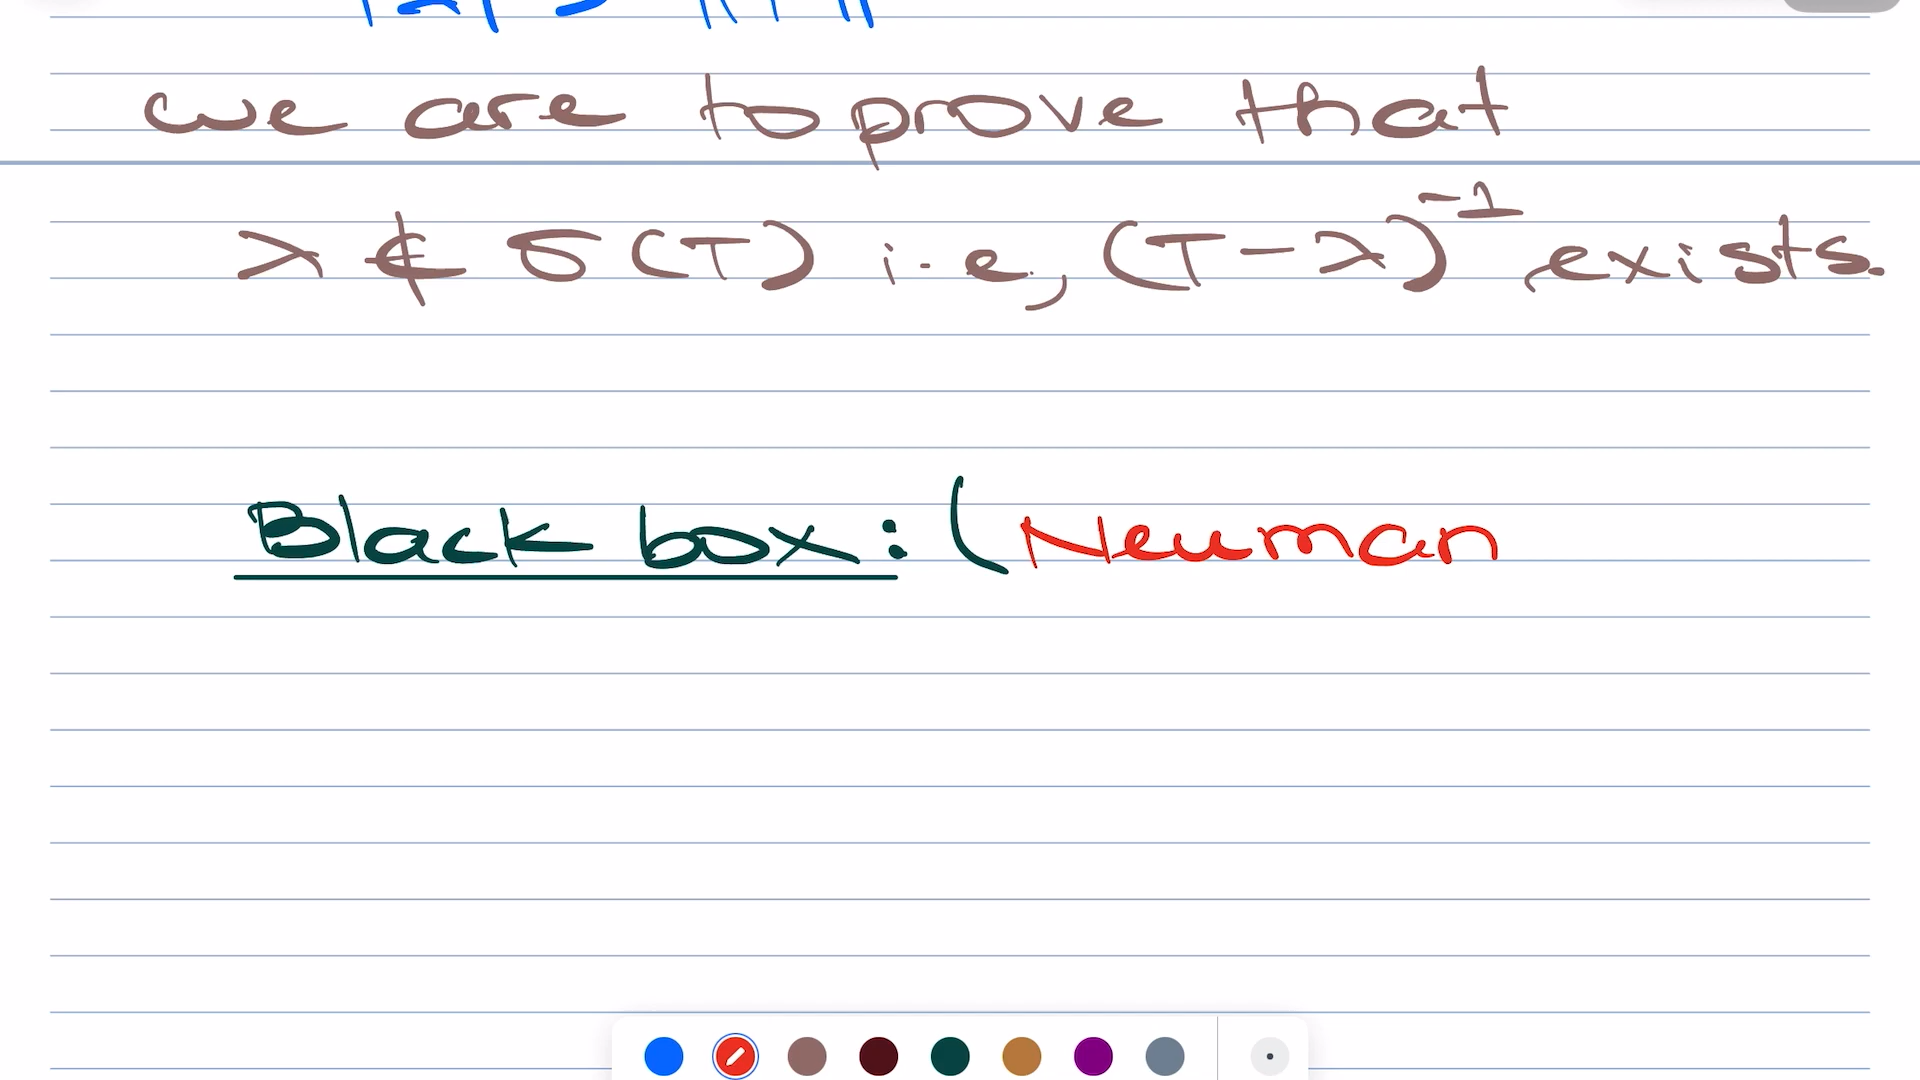 |λ| > ||T||
we are to prove that
λ ∉ σ(T) i.e., (T-λ)⁻¹ exists.
Black box: (Neuman